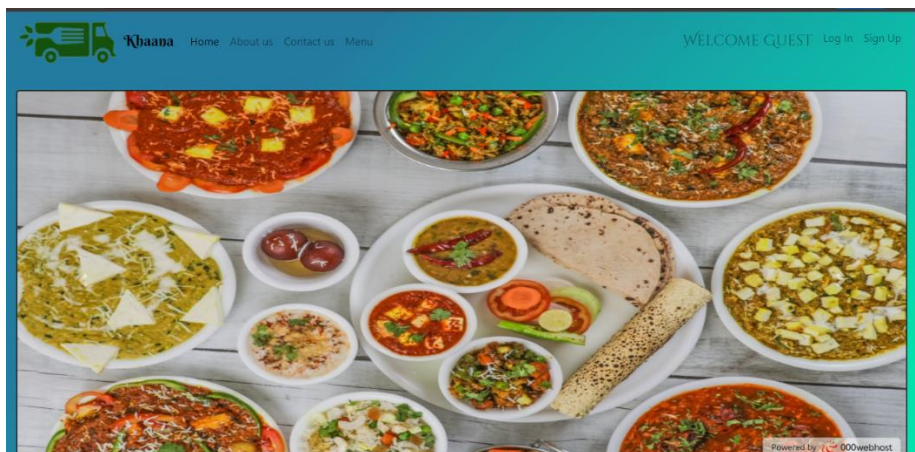 Khaana Home About us Contact us Menu WELCOME GUEST Log In Sign Up
Powered by 000webhost